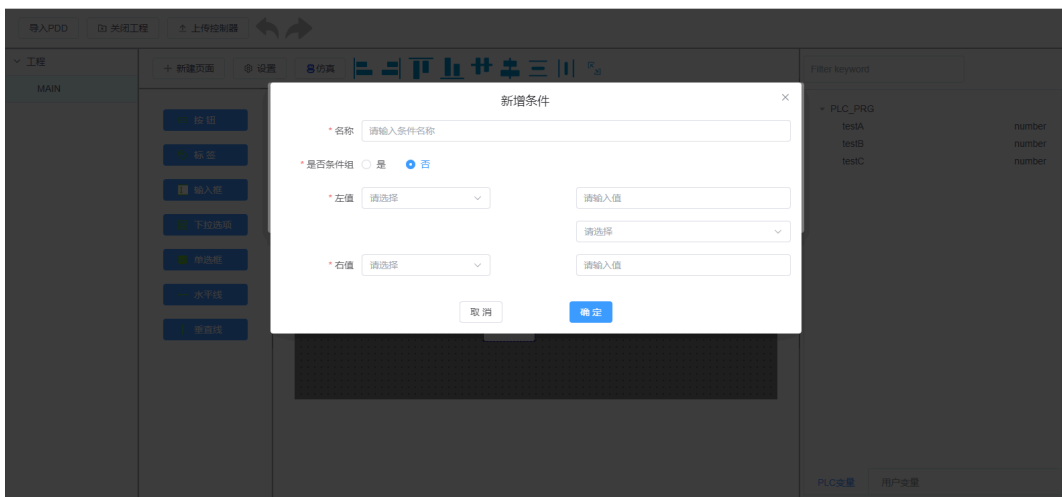 导入PDD 关闭工程 上传控制器
工程
MAIN
+ 新建页面 设置 仿真
Filter keyword
按钮
标签
输入框
下拉选项
单选框
水平线
垂直线
新增条件 ×
* 名称 请输入条件名称
* 是否条件组 是 否
* 左值 请选择 请输入值
请选择
* 右值 请选择 请输入值
取 消 确 定
PLC_PRG
testA number
testB number
testC number
PLC变量 用户变量